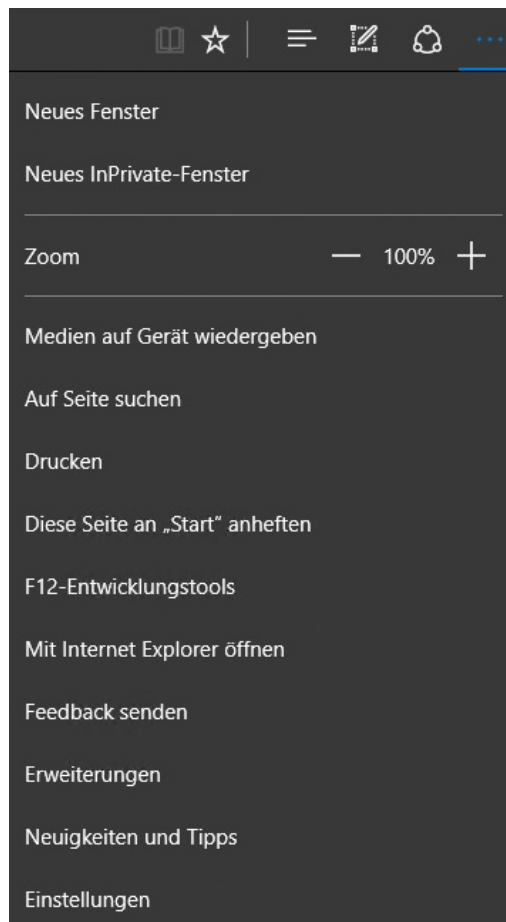 Neues Fenster
Neues InPrivate-Fenster
Zoom 100%
Medien auf Gerät wiedergeben
Auf Seite suchen
Drucken
Diese Seite an „Start“ anheften
F12-Entwicklungstools
Mit Internet Explorer öffnen
Feedback senden
Erweiterungen
Neuigkeiten und Tipps
Einstellungen